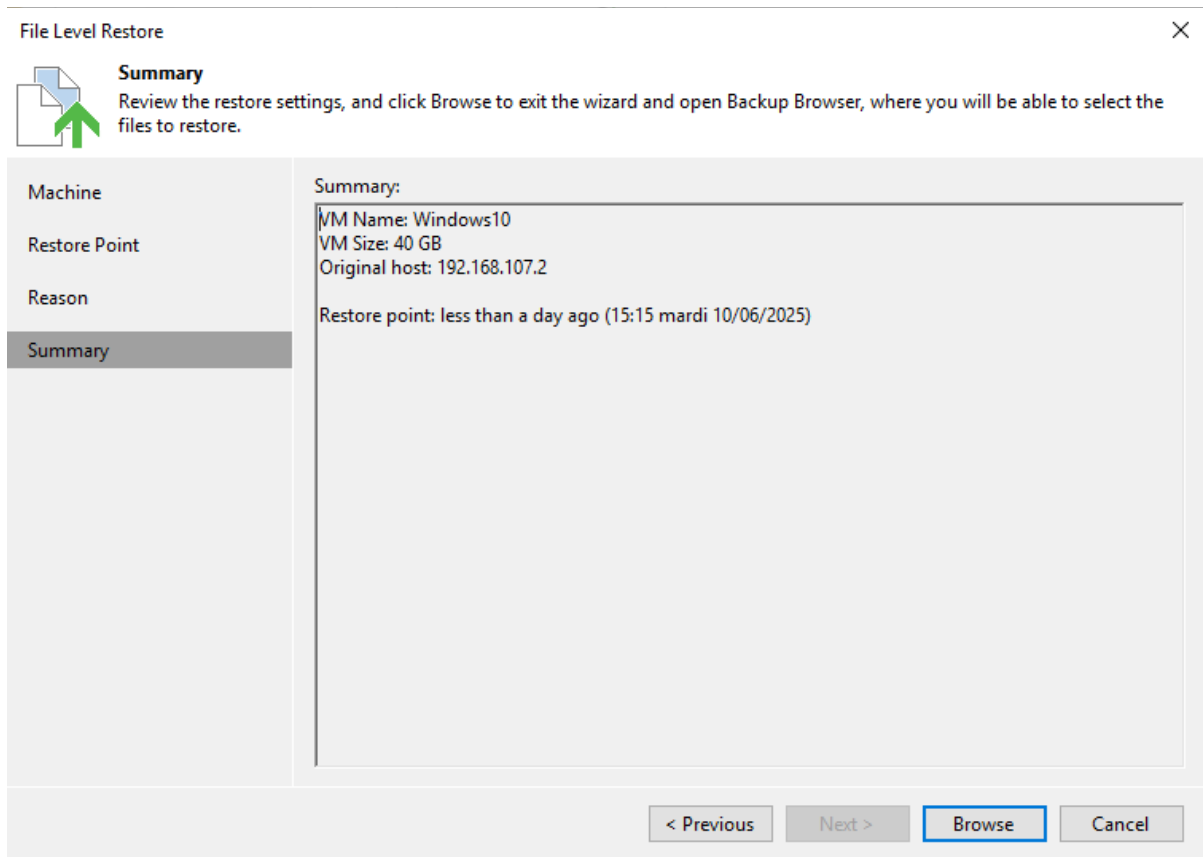 File Level Restore
Summary
Review the restore settings, and click Browse to exit the wizard and open Backup Browser, where you will be able to select the
files to restore.
Machine
Restore Point
Reason
Summary
Summary:
VM Name: Windows10
VM Size: 40 GB
Original host: 192.168.107.2
Restore point: less than a day ago (15:15 mardi 10/06/2025)
< Previous
Next >
Browse
Cancel